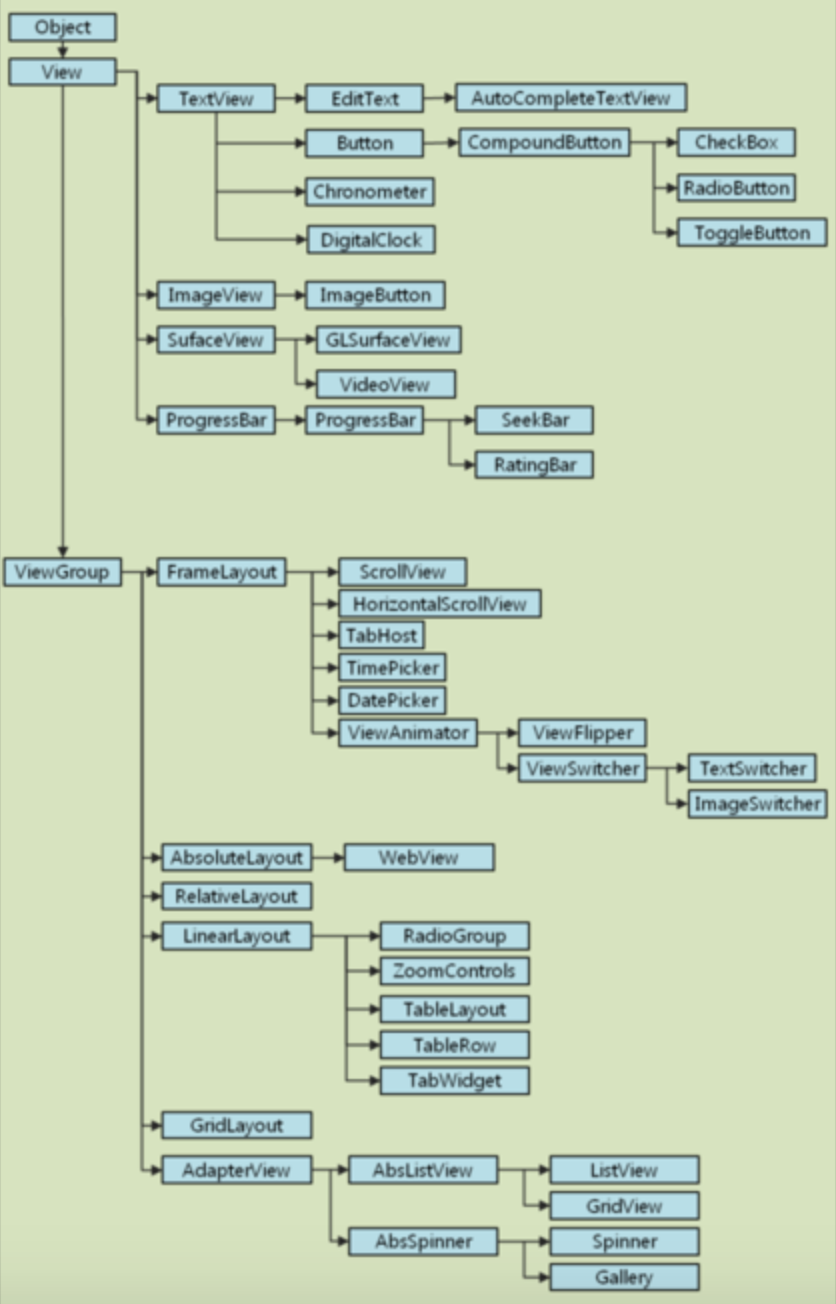 Object
View
TextView EditText AutoCompleteTextView
Button CompoundButton CheckBox
Chronometer RadioButton
DigitalClock ToggleButton
ImageView ImageButton
SufaceView GLSurfaceView
VideoView
ProgressBar ProgressBar SeekBar
RatingBar
ViewGroup FrameLayout ScrollView
HorizontalScrollView
TabHost
TimePicker
DatePicker
ViewAnimator ViewFlipper
ViewSwitcher TextSwitcher
ImageSwitcher
AbsoluteLayout WebView
RelativeLayout
LinearLayout RadioGroup
ZoomControls
TableLayout
TableRow
TabWidget
GridLayout
AdapterView AbsListView ListView
GridView
AbsSpinner Spinner
Gallery